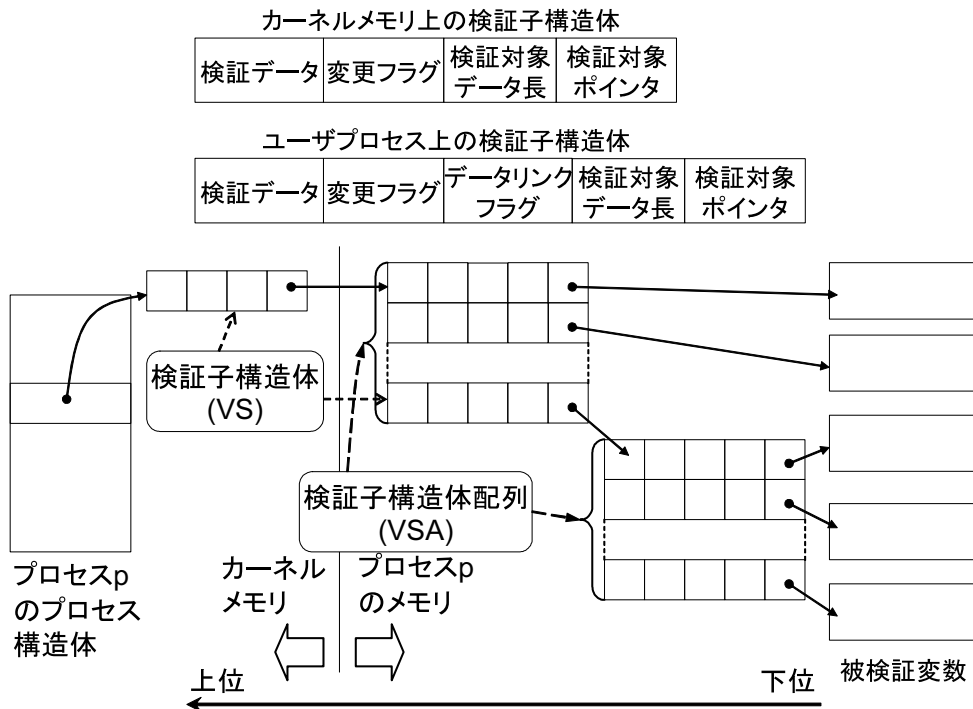 カーネルメモリ上の検証子構造体
検証データ
変更フラグ
検証対象
データ長
検証対象
ポインタ
ユーザプロセス上の検証子構造体
検証データ
変更フラグ
データリンク
フラグ
検証対象
データ長
検証対象
ポインタ
検証子構造体
(VS)
検証子構造体配列
(VSA)
プロセスp
のプロセス
構造体
カーネル
メモリ
プロセスp
のメモリ
被検証変数
上位
下位